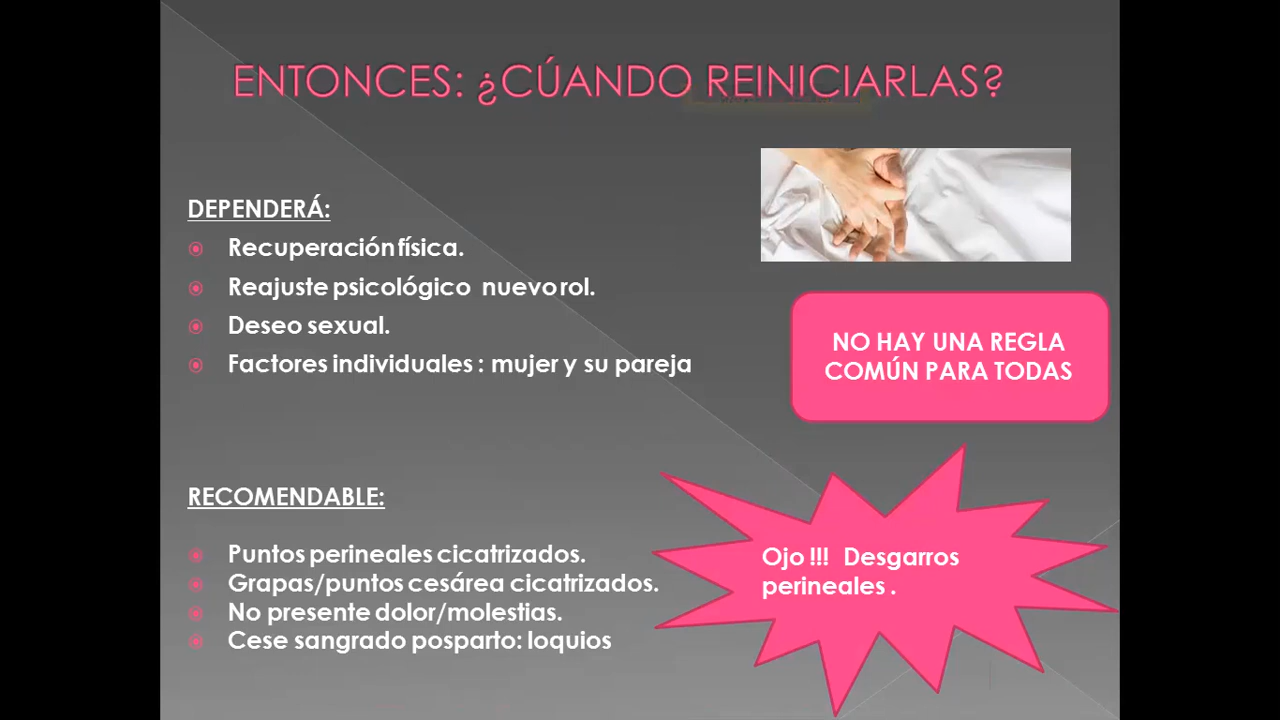 ENTONCES: ¿CÚANDO REINICIARLAS?
DEPENDERÁ:
Recuperación física.
Reajuste psicológico nuevo rol.
Deseo sexual.
Factores individuales : mujer y su pareja
NO HAY UNA REGLA
COMÚN PARA TODAS
RECOMENDABLE:
Puntos perineales cicatrizados.
Grapas/puntos cesárea cicatrizados.
No presente dolor/molestias.
Cese sangrado posparto: loquios
Ojo !!! Desgarros
perineales .